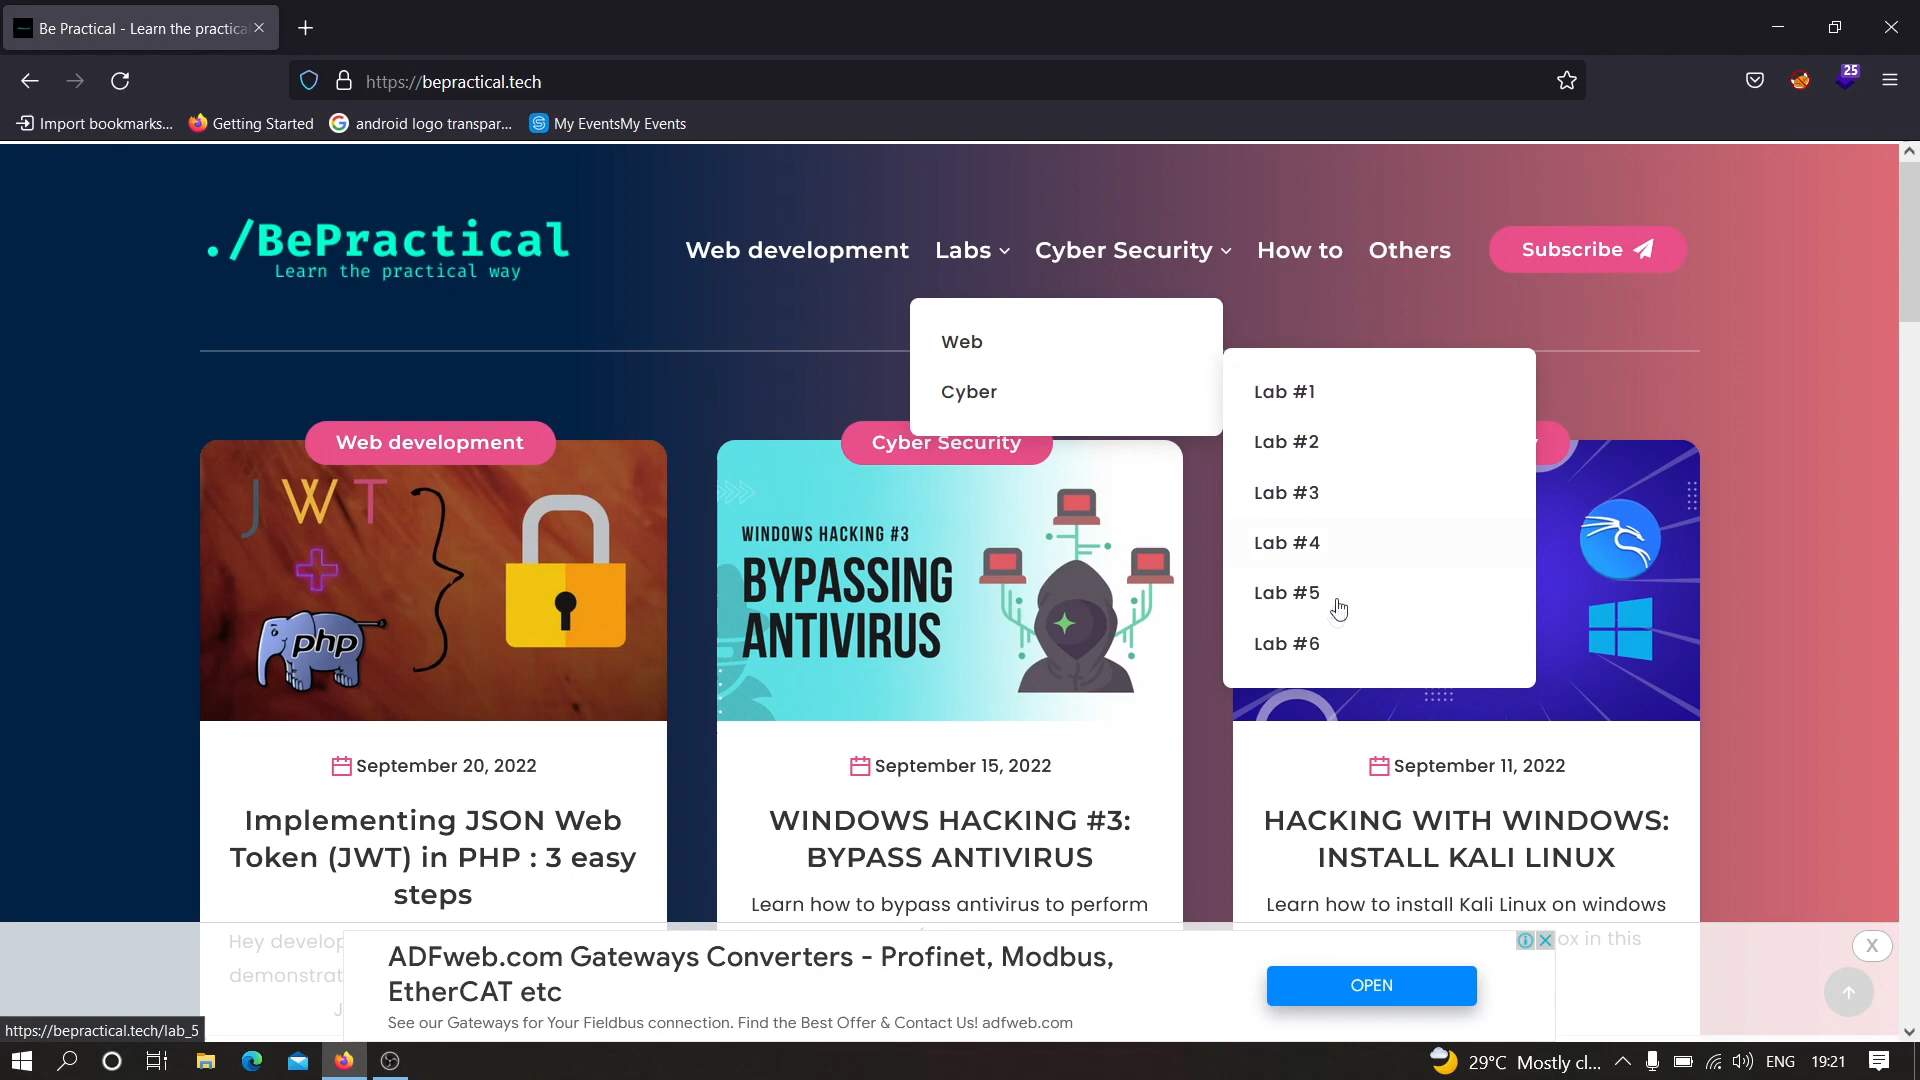 Be Practical - Learn the practica
25
https://bepractical.tech
Import bookmarks...
Getting Started
android logo transpar...
My EventsMy Events
./BePractical
Learn the practical way
Web development
Labs
Cyber Security
How to
Others
Subscribe
Web
Cyber
Lab #1
Lab #2
Lab #3
Lab #4
Lab #5
Lab #6
Web development
Cyber Security
JWT
php
WINDOWS HACKING #3
BYPASSING
ANTIVIRUS
September 20, 2022
September 15, 2022
September 11, 2022
Implementing JSON Web
Token (JWT) in PHP : 3 easy
steps
WINDOWS HACKING #3:
BYPASS ANTIVIRUS
HACKING WITH WINDOWS:
INSTALL KALI LINUX
Learn how to bypass antivirus to perform
Learn how to install Kali Linux on windows
Hey develop
demonstrat
J
ox in this
ADFweb.com Gateways Converters - Profinet, Modbus,
EtherCAT etc
See our Gateways for Your Fieldbus connection. Find the Best Offer & Contact Us! adfweb.com
OPEN
X
https://bepractical.tech/lab_5
29°C Mostly cl...
ENG
19:21